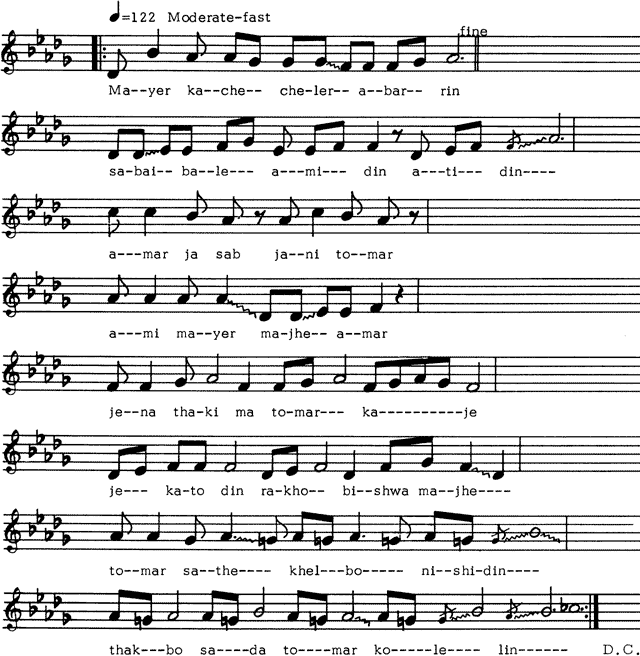 ♩=122 Moderate-fast
fine
Ma--yer ka--che-- che-ler-- a--bar-- rin
sa-bai-- ba-le--- a--mi-- din a--ti-- din----
a---mar ja sab ja--ni to--mar
a---mi ma--yer ma-jhe-- a-mar
je--na tha-ki ma to-mar--- ka----------je
je--- ka-to din ra-kho-- bi-shwa ma--jhe----
to--mar sa--the---- khel--bo----- ni--shi-din----
thak---bo sa----da to----mar ko----le---- lin------ D.C.